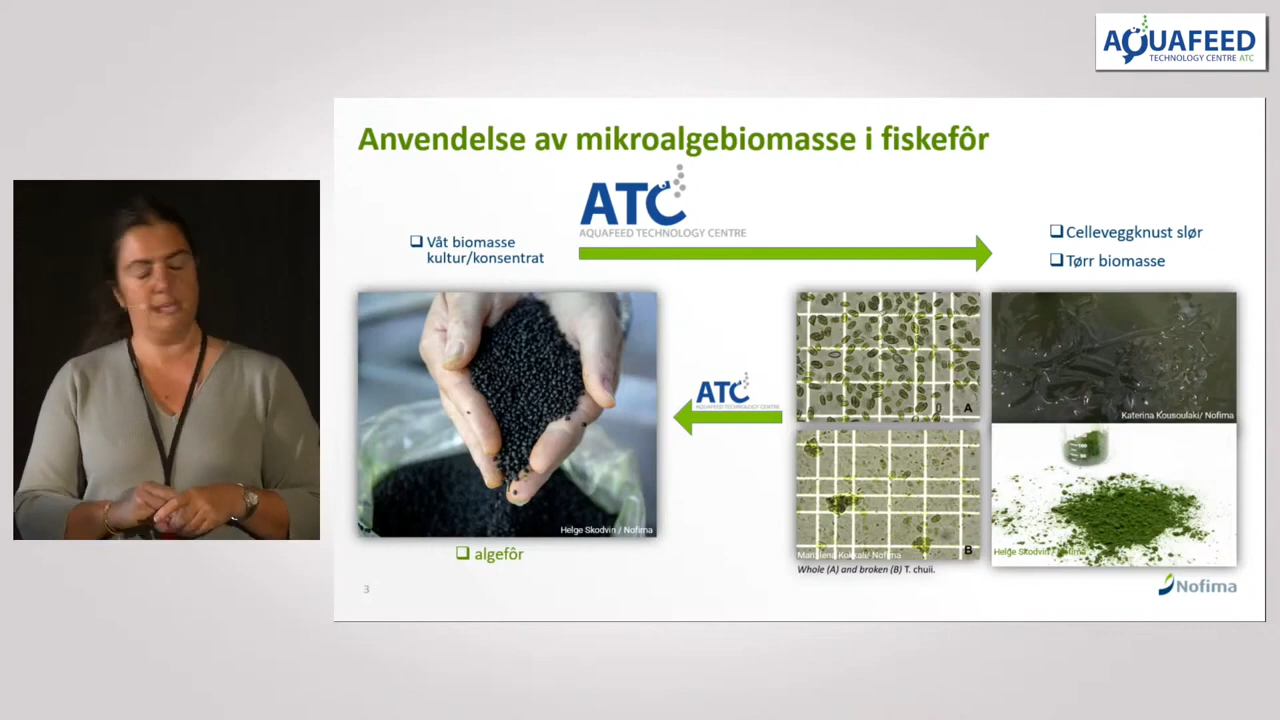 AQUAFEED
TECHNOLOGY CENTRE ATC
Anvendelse av mikroalgebiomasse i fiskefôr
ATC
AQUAFEED TECHNOLOGY CENTRE
Våt biomasse
kultur/konsentrat
Celleveggknust slør
Tørr biomasse
ATC
AQUAFEED TECHNOLOGY CENTRE
A
Katerina Kousoulaki/ Nofima
Helge Skodvin / Nofima
Marialena Kokkali/ Nofima
B
Helge Skodvin / Nofima
Whole (A) and broken (B) T. chuii.
algefôr
3
Nofima